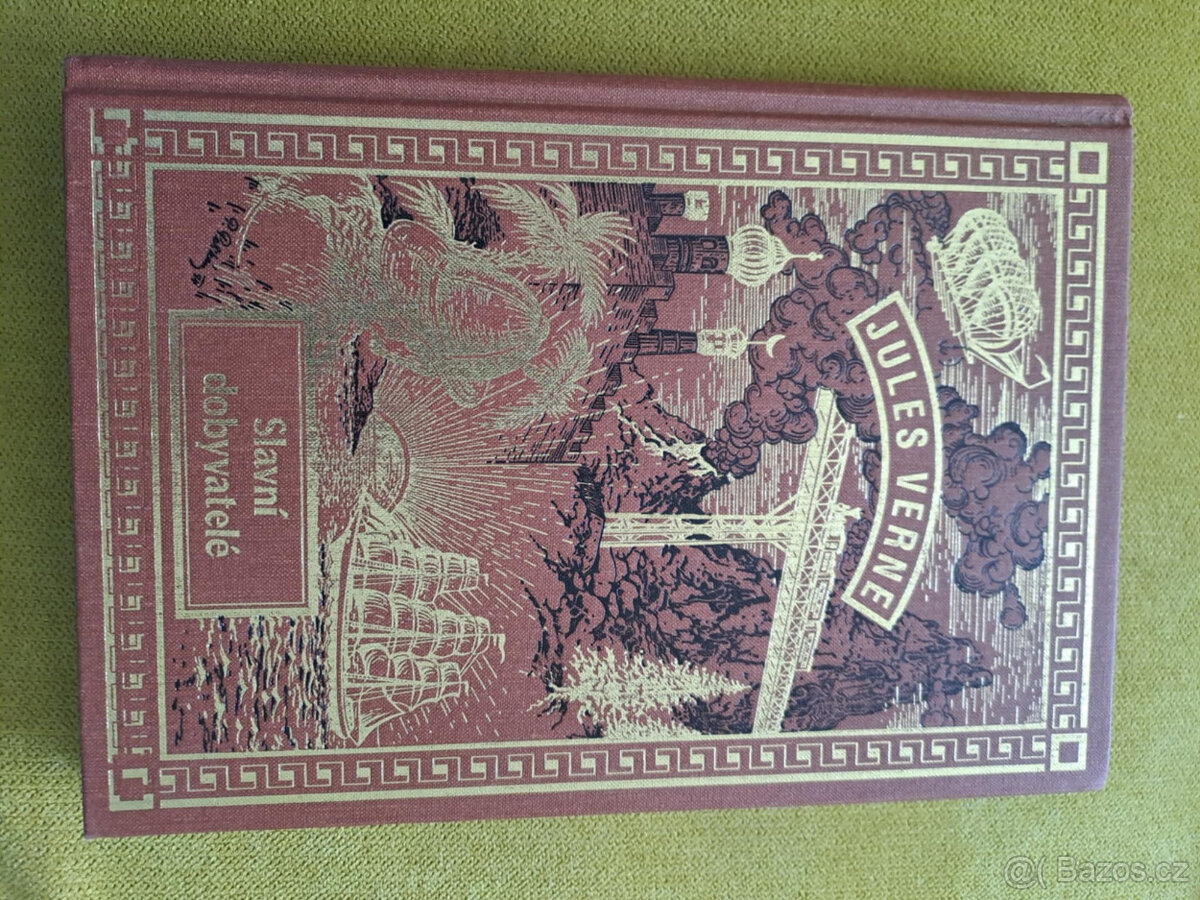 JULES VERNE
Slavní
dobyvatelé
@( Bazos.cz